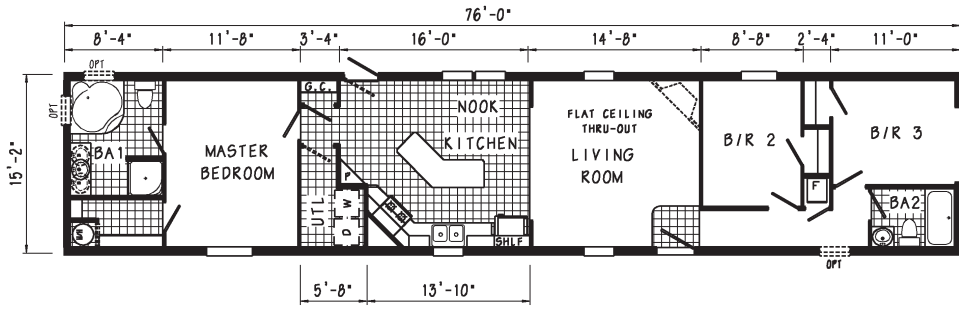 76'-0"
8'-4" 11'-8" 3'-4" 16'-0" 14'-8" 8'-8" 2'-4" 11'-0"
OPT
OPT
15'-2"
G.C.
NOOK
KITCHEN
FLAT CEILING
THRU-OUT
LIVING
ROOM
BA1
MASTER
BEDROOM
B/R 2
B/R 3
P
F
UTL
W
D
SHLF
BA2
OPT
5'-8" 13'-10"